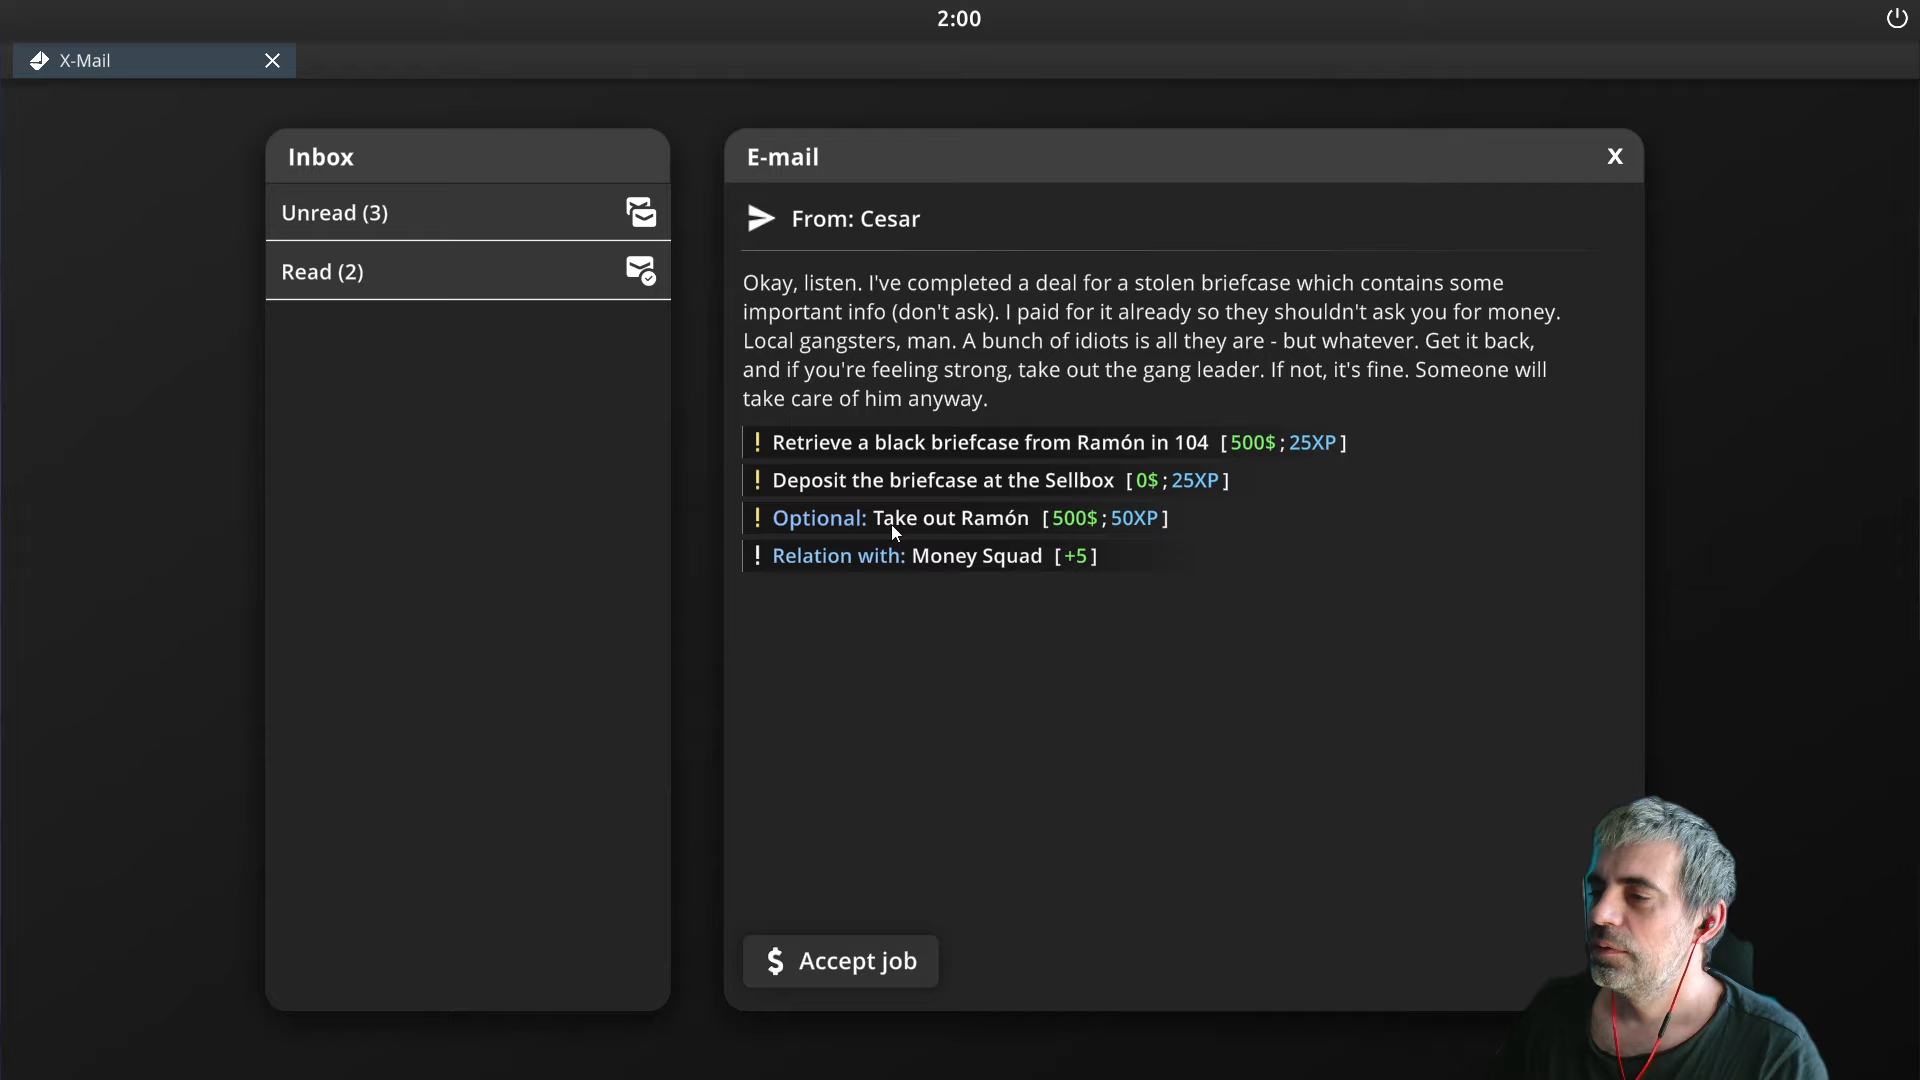 2:00
X-Mail
Inbox
Unread (3)
Read (2)
E-mail
X
From: Cesar
Okay, listen. I've completed a deal for a stolen briefcase which contains some
important info (don't ask). I paid for it already so they shouldn't ask you for money.
Local gangsters, man. A bunch of idiots is all they are - but whatever. Get it back,
and if you're feeling strong, take out the gang leader. If not, it's fine. Someone will
take care of him anyway.
! Retrieve a black briefcase from Ramón in 104 [500$;25XP]
! Deposit the briefcase at the Sellbox [0$;25XP]
! Optional: Take out Ramón [500$;50XP]
! Relation with: Money Squad [+5]
$ Accept job